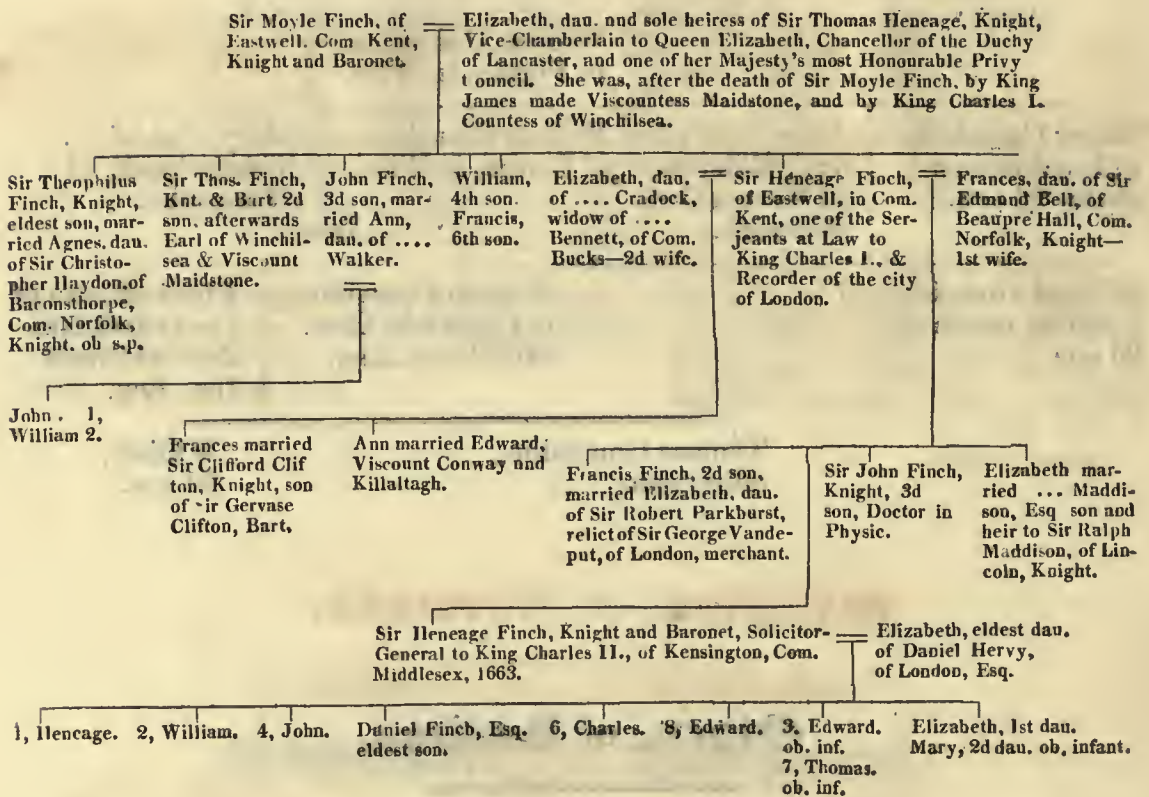 Sir Moyle Finch, of
Eastwell, Com Kent,
Knight and Baronet.
Elizabeth, dau. and sole heiress of Sir Thomas Heneage, Knight,
Vice-Chamberlain to Queen Elizabeth, Chancellor of the Duchy
of Lancaster, and one of her Majesty's most Honourable Privy
Council. She was, after the death of Sir Moyle Finch, by King
James made Viscountess Maidstone, and by King Charles I.
Countess of Winchilsea.
Sir Theophilus
Finch, Knight,
eldest son, mar-
ried Agnes, dau.
of Sir Christo-
pher Haydon, of
Baconsthorpe,
Com. Norfolk,
Knight. ob s.p.
Sir Thos. Finch,
Knt. & Bart. 2d
son, afterwards
Earl of Winchil-
sea & Viscount
Maidstone.
John Finch,
3d son, mar-
ried Ann,
dau. of ....
Walker.
William,
4th son.
Francis,
6th son.
Elizabeth, dau.
of .... Cradock,
widow of ....
Bennett, of Com.
Bucks—2d wife.
Sir Heneage Finch,
of Eastwell, in Com.
Kent, one of the Ser-
jeants at Law to
King Charles I., &
Recorder of the city
of London.
Frances, dau. of Sir
Edmund Bell, of
Beaupre Hall, Com.
Norfolk, Knight—
1st wife.
John . 1,
William 2.
Frances married
Sir Clifford Clif
ton, Knight, son
of Sir Gervase
Clifton, Bart.
Ann married Edward,
Viscount Conway and
Killaltagh.
Francis Finch, 2d son,
married Elizabeth, dau.
of Sir Robert Parkhurst,
relict of Sir George Vande-
put, of London, merchant.
Sir John Finch,
Knight, 3d
son, Doctor in
Physic.
Elizabeth mar-
ried ... Maddi-
son, Esq son and
heir to Sir Ralph
Maddison, of Lin-
coln, Knight.
Sir Heneage Finch, Knight and Baronet, Solicitor-
General to King Charles II., of Kensington, Com.
Middlesex, 1663.
Elizabeth, eldest dau.
of Daniel Hervy,
of London, Esq.
1, Heneage. 2, William. 4, John.
Daniel Finch, Esq.
eldest son.
6, Charles. 8, Edward.
3. Edward.
ob. inf.
7, Thomas.
ob. inf.
Elizabeth, 1st dau.
Mary, 2d dau. ob. infant.